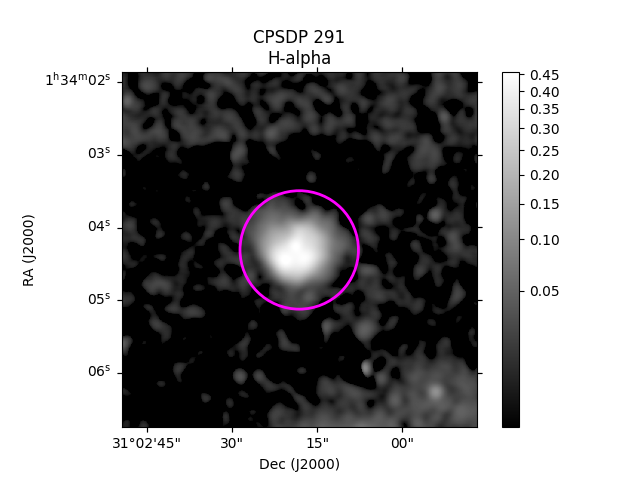 CPSDP 291
H-alpha
1ʰ34ᵐ02ˢ
03ˢ
04ˢ
05ˢ
06ˢ
RA (J2000)
31°02'45"
30"
15"
00"
Dec (J2000)
0.45
0.40
0.35
0.30
0.25
0.20
0.15
0.10
0.05